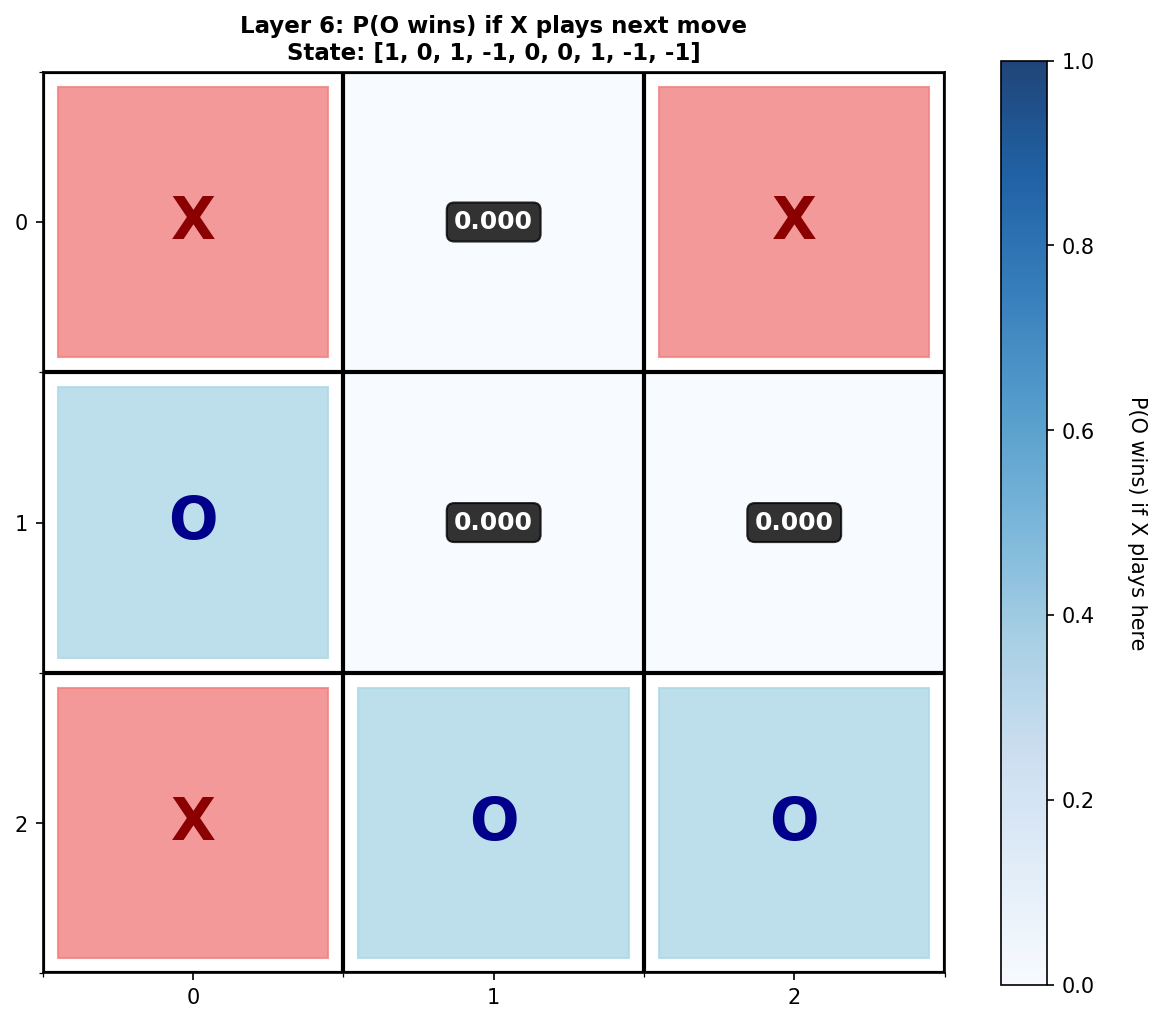 Layer 6: P(O wins) if X plays next move
State: [1, 0, 1, -1, 0, 0, 1, -1, -1]
X
0.000
X
O
0.000
0.000
X
O
O
0
1
2
0
1
2
1.0
0.8
0.6
0.4
0.2
0.0
P(O wins) if X plays here